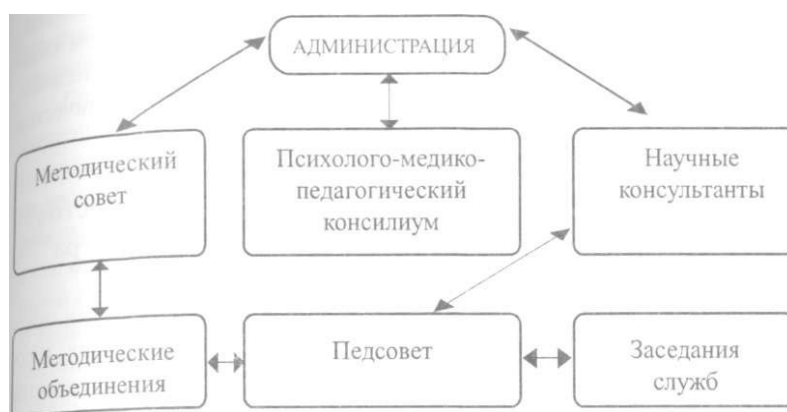 АДМИНИСТРАЦИЯ
Методический
совет
Психолого-медико-
педагогический
консилиум
Научные
консультанты
Методические
объединения
Педсовет
Заседания
служб